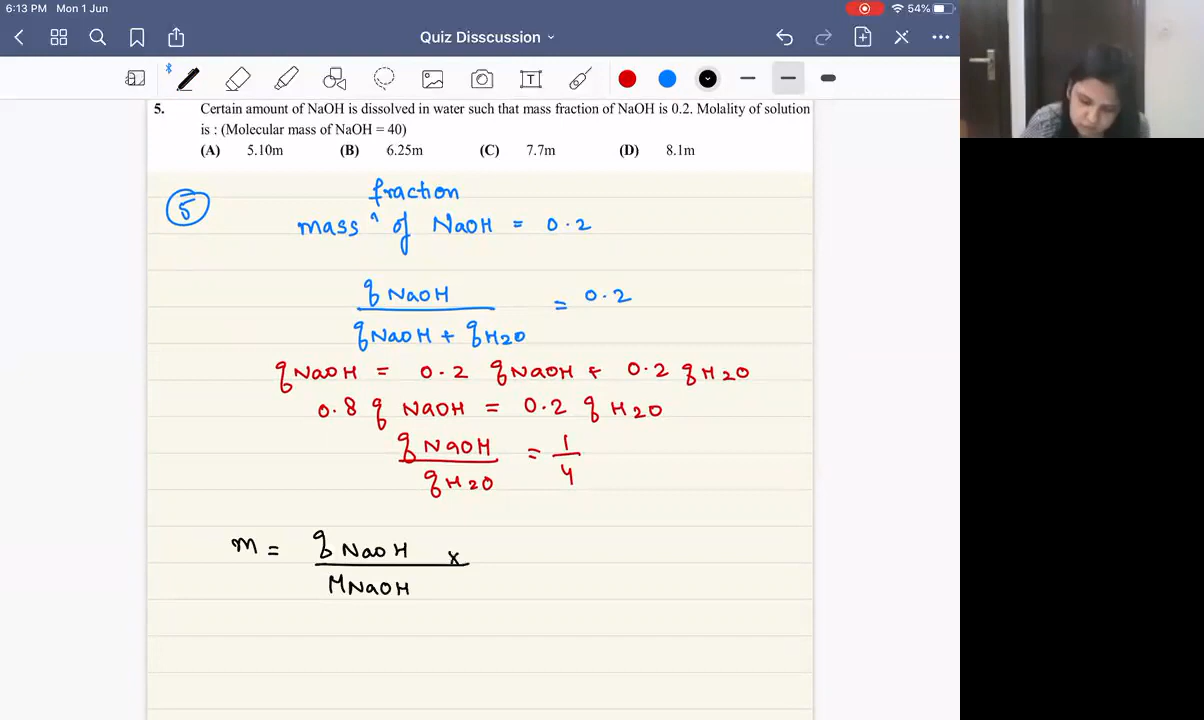 6:13 PM Mon 1 Jun
54%
Quiz Disscussion
5. Certain amount of NaOH is dissolved in water such that mass fraction of NaOH is 0.2. Molality of solution
is : (Molecular mass of NaOH = 40)
(A) 5.10m (B) 6.25m (C) 7.7m (D) 8.1m
5
fraction
mass ^ of NaOH = 0.2
g NaOH = 0.2
g NaOH + g H2O
g NaOH = 0.2 g NaOH + 0.2 g H2O
0.8 g NaOH = 0.2 g H2O
g NaOH = 1
g H2O 4
m = g NaOH x
M NaOH